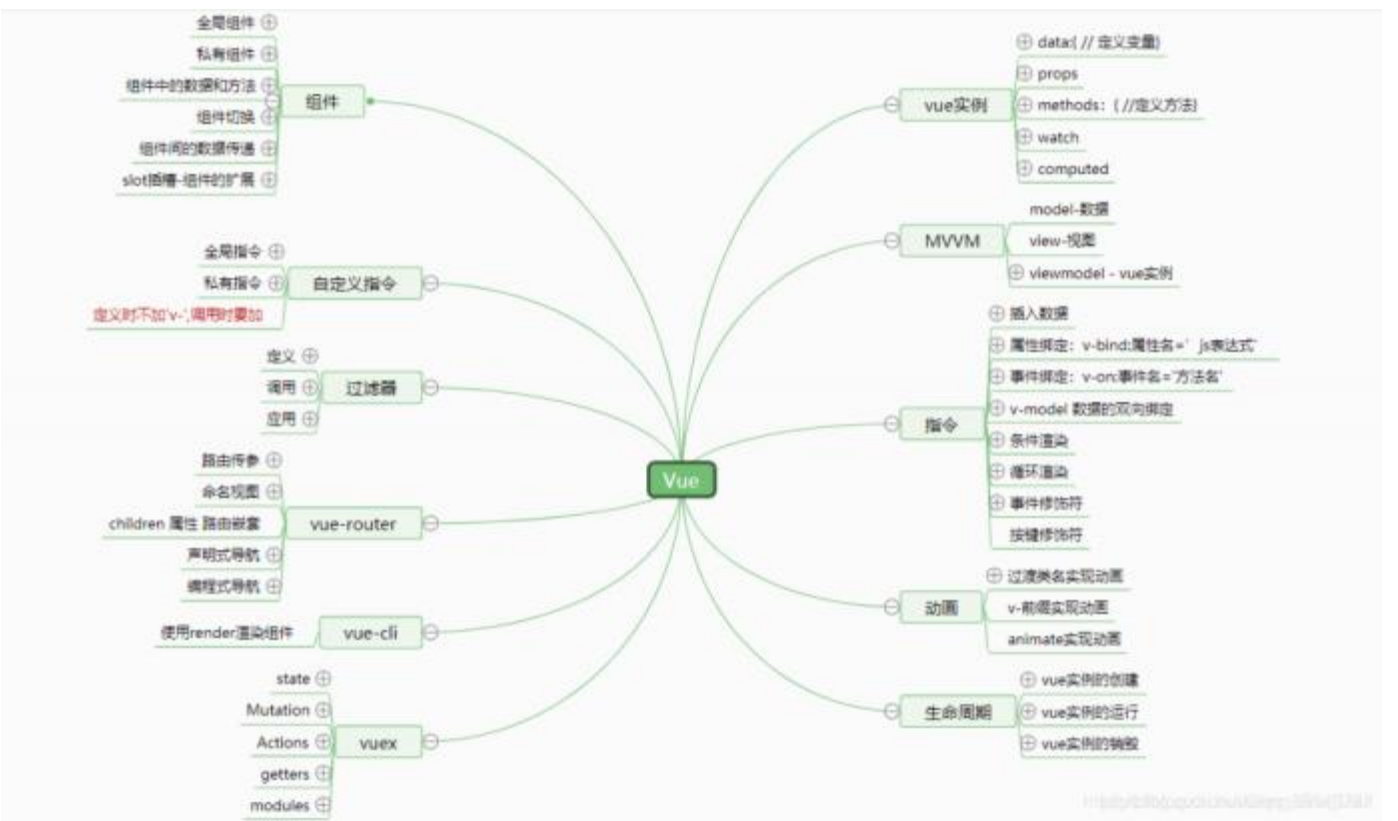 全局组件
私有组件
组件中的数据和方法
组件切换
组件间的数据传递
slot插槽-组件的扩展
组件
全局指令
私有指令
定义时不加'v-',调用时要加
自定义指令
定义
调用
应用
过滤器
路由传参
命名视图
children 属性 路由嵌套
声明式导航
编程式导航
vue-router
使用render渲染组件
vue-cli
state
Mutation
Actions
getters
modules
vuex
Vue
vue实例
data:{ // 定义变量}
props
methods：{ //定义方法}
watch
computed
MVVM
model-数据
view-视图
viewmodel - vue实例
指令
插入数据
属性绑定：v-bind:属性名=' js表达式'
事件绑定：v-on:事件名='方法名'
v-model 数据的双向绑定
条件渲染
循环渲染
事件修饰符
按键修饰符
动画
过渡类名实现动画
v-前缀实现动画
animate实现动画
生命周期
vue实例的创建
vue实例的运行
vue实例的销毁